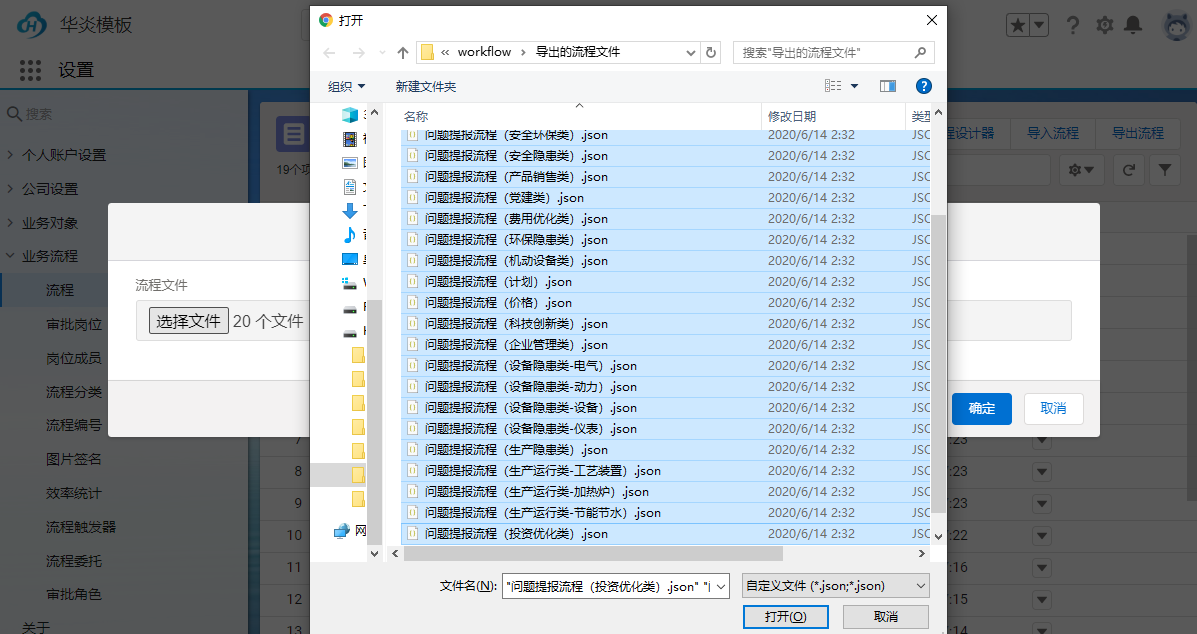 华炎模板
设置
搜索
个人账户设置
公司设置
业务对象
业务流程
流程
审批岗位
岗位成员
流程分类
流程编号
图片签名
效率统计
流程触发器
流程委托
审批角色
关于
19个项
程设计器
导入流程
导出流程
流程文件
选择文件 20 个文件
确定
取消
7
:23
8
:23
9
:23
10
:22
11
:16
12
:15
13
:14
打开
« workflow › 导出的流程文件
搜索"导出的流程文件"
组织
新建文件夹
名称
修改日期
类型
问题提报流程（安全环保类）.json 2020/6/14 2:32 JSO
问题提报流程（安全隐患类）.json 2020/6/14 2:32 JSO
问题提报流程（产品销售类）.json 2020/6/14 2:32 JSO
问题提报流程（党建类）.json 2020/6/14 2:32 JSO
问题提报流程（费用优化类）.json 2020/6/14 2:32 JSO
问题提报流程（环保隐患类）.json 2020/6/14 2:32 JSO
问题提报流程（机动设备类）.json 2020/6/14 2:32 JSO
问题提报流程（计划）.json 2020/6/14 2:32 JSO
问题提报流程（价格）.json 2020/6/14 2:32 JSO
问题提报流程（科技创新类）.json 2020/6/14 2:32 JSO
问题提报流程（企业管理类）.json 2020/6/14 2:32 JSO
问题提报流程（设备隐患类-电气）.json 2020/6/14 2:32 JSO
问题提报流程（设备隐患类-动力）.json 2020/6/14 2:32 JSO
问题提报流程（设备隐患类-设备）.json 2020/6/14 2:32 JSO
问题提报流程（设备隐患类-仪表）.json 2020/6/14 2:32 JSO
问题提报流程（生产隐患类）.json 2020/6/14 2:32 JSO
问题提报流程（生产运行类-工艺装置）.json 2020/6/14 2:32 JSO
问题提报流程（生产运行类-加热炉）.json 2020/6/14 2:32 JSO
问题提报流程（生产运行类-节能节水）.json 2020/6/14 2:32 JSO
问题提报流程（投资优化类）.json 2020/6/14 2:32 JSO
网
文件名(N): "问题提报流程（投资优化类）.json" "i
自定义文件 (*.json;*.json)
打开(O)
取消